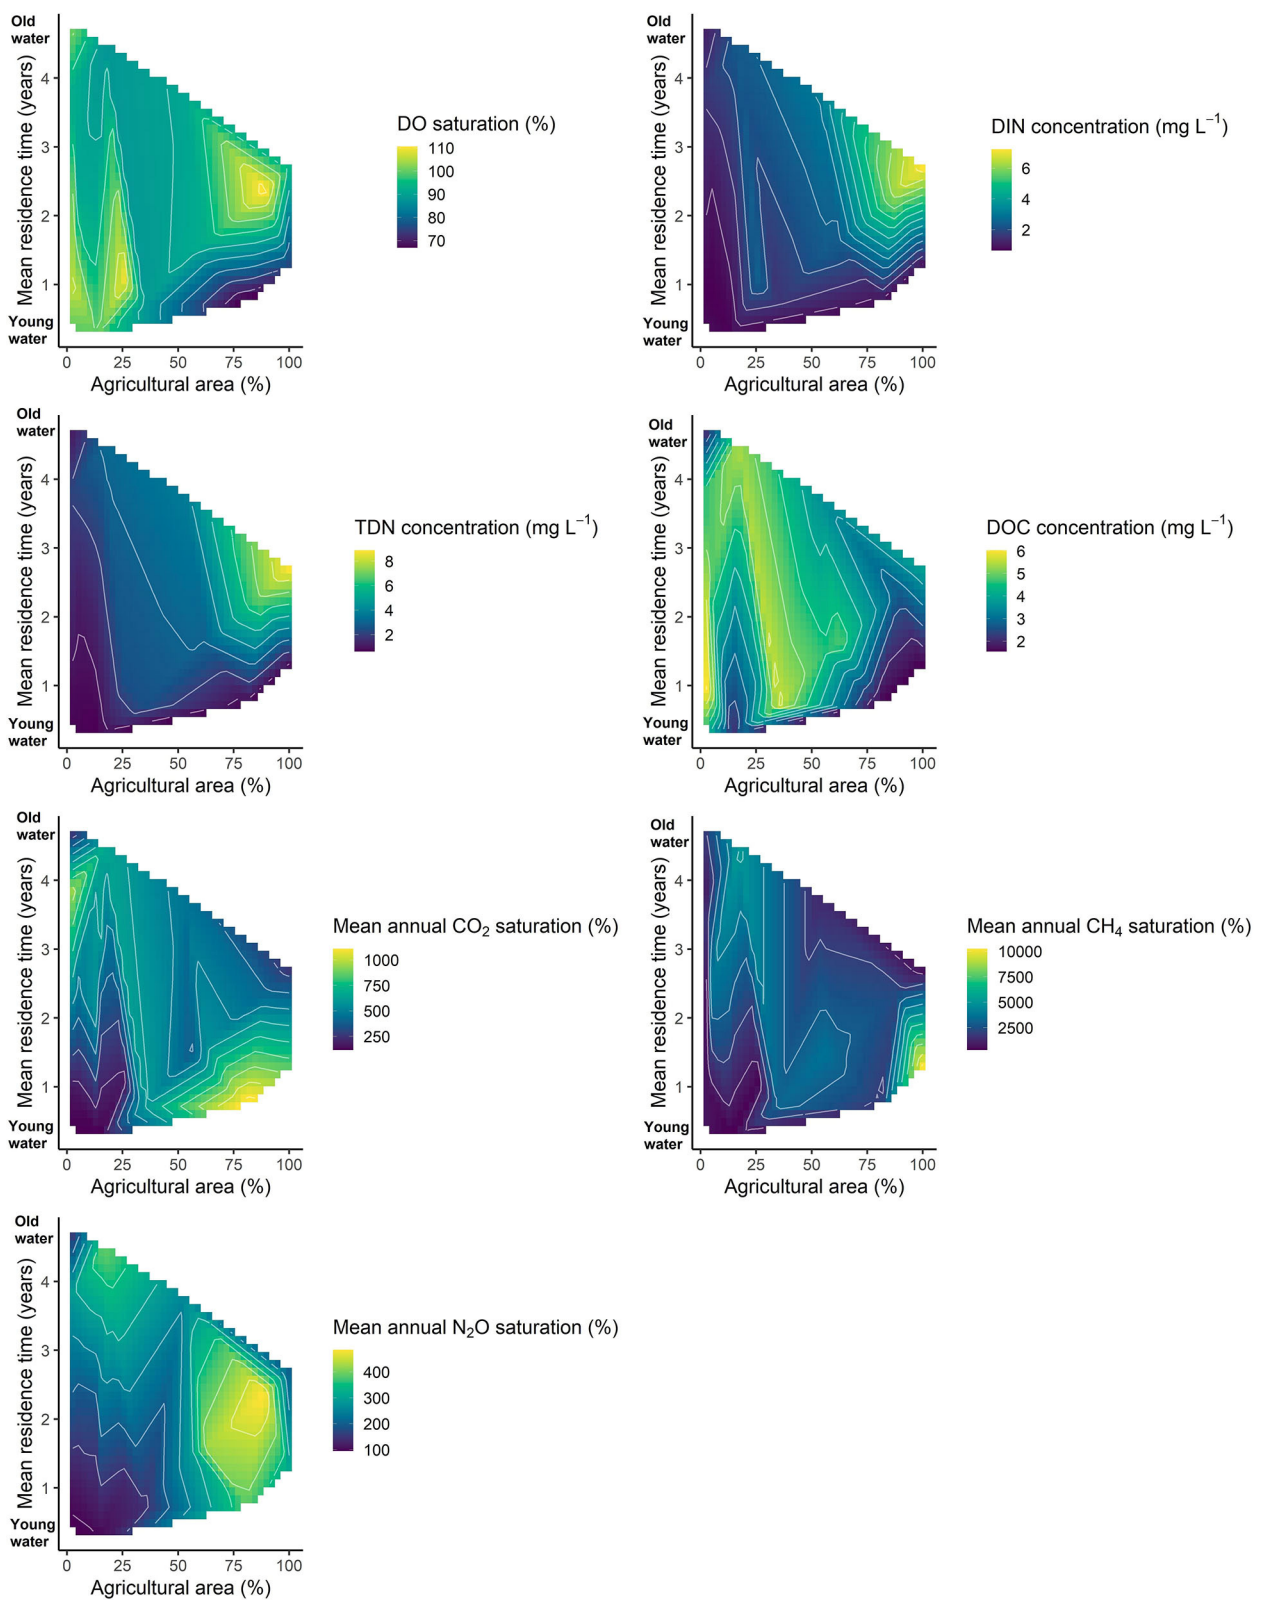 Old
water
Mean residence time (years)
4
3
2
1
Young
water
0 25 50 75 100
Agricultural area (%)
DO saturation (%)
110
100
90
80
70
Old
water
Mean residence time (years)
4
3
2
1
Young
water
0 25 50 75 100
Agricultural area (%)
DIN concentration (mg L⁻¹)
6
4
2
Old
water
Mean residence time (years)
4
3
2
1
Young
water
0 25 50 75 100
Agricultural area (%)
TDN concentration (mg L⁻¹)
8
6
4
2
Old
water
Mean residence time (years)
4
3
2
1
Young
water
0 25 50 75 100
Agricultural area (%)
DOC concentration (mg L⁻¹)
6
5
4
3
2
Old
water
Mean residence time (years)
4
3
2
1
Young
water
0 25 50 75 100
Agricultural area (%)
Mean annual CO₂ saturation (%)
1000
750
500
250
Old
water
Mean residence time (years)
4
3
2
1
Young
water
0 25 50 75 100
Agricultural area (%)
Mean annual CH₄ saturation (%)
10000
7500
5000
2500
Old
water
Mean residence time (years)
4
3
2
1
Young
water
0 25 50 75 100
Agricultural area (%)
Mean annual N₂O saturation (%)
400
300
200
100